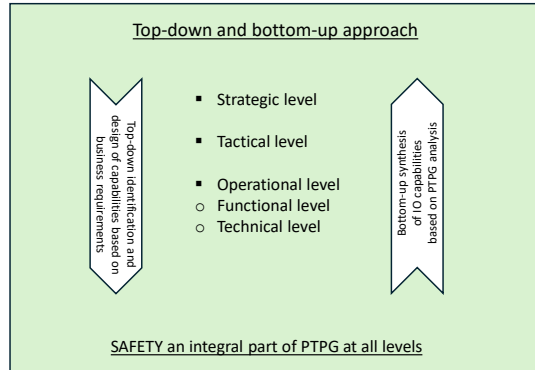 Top-down and bottom-up approach
Top-down identification and
design of capabilities based on
business requirements
▪ Strategic level
▪ Tactical level
▪ Operational level
○ Functional level
○ Technical level
Bottom-up synthesis
of IO capabilities
based on PTPG analysis
SAFETY an integral part of PTPG at all levels